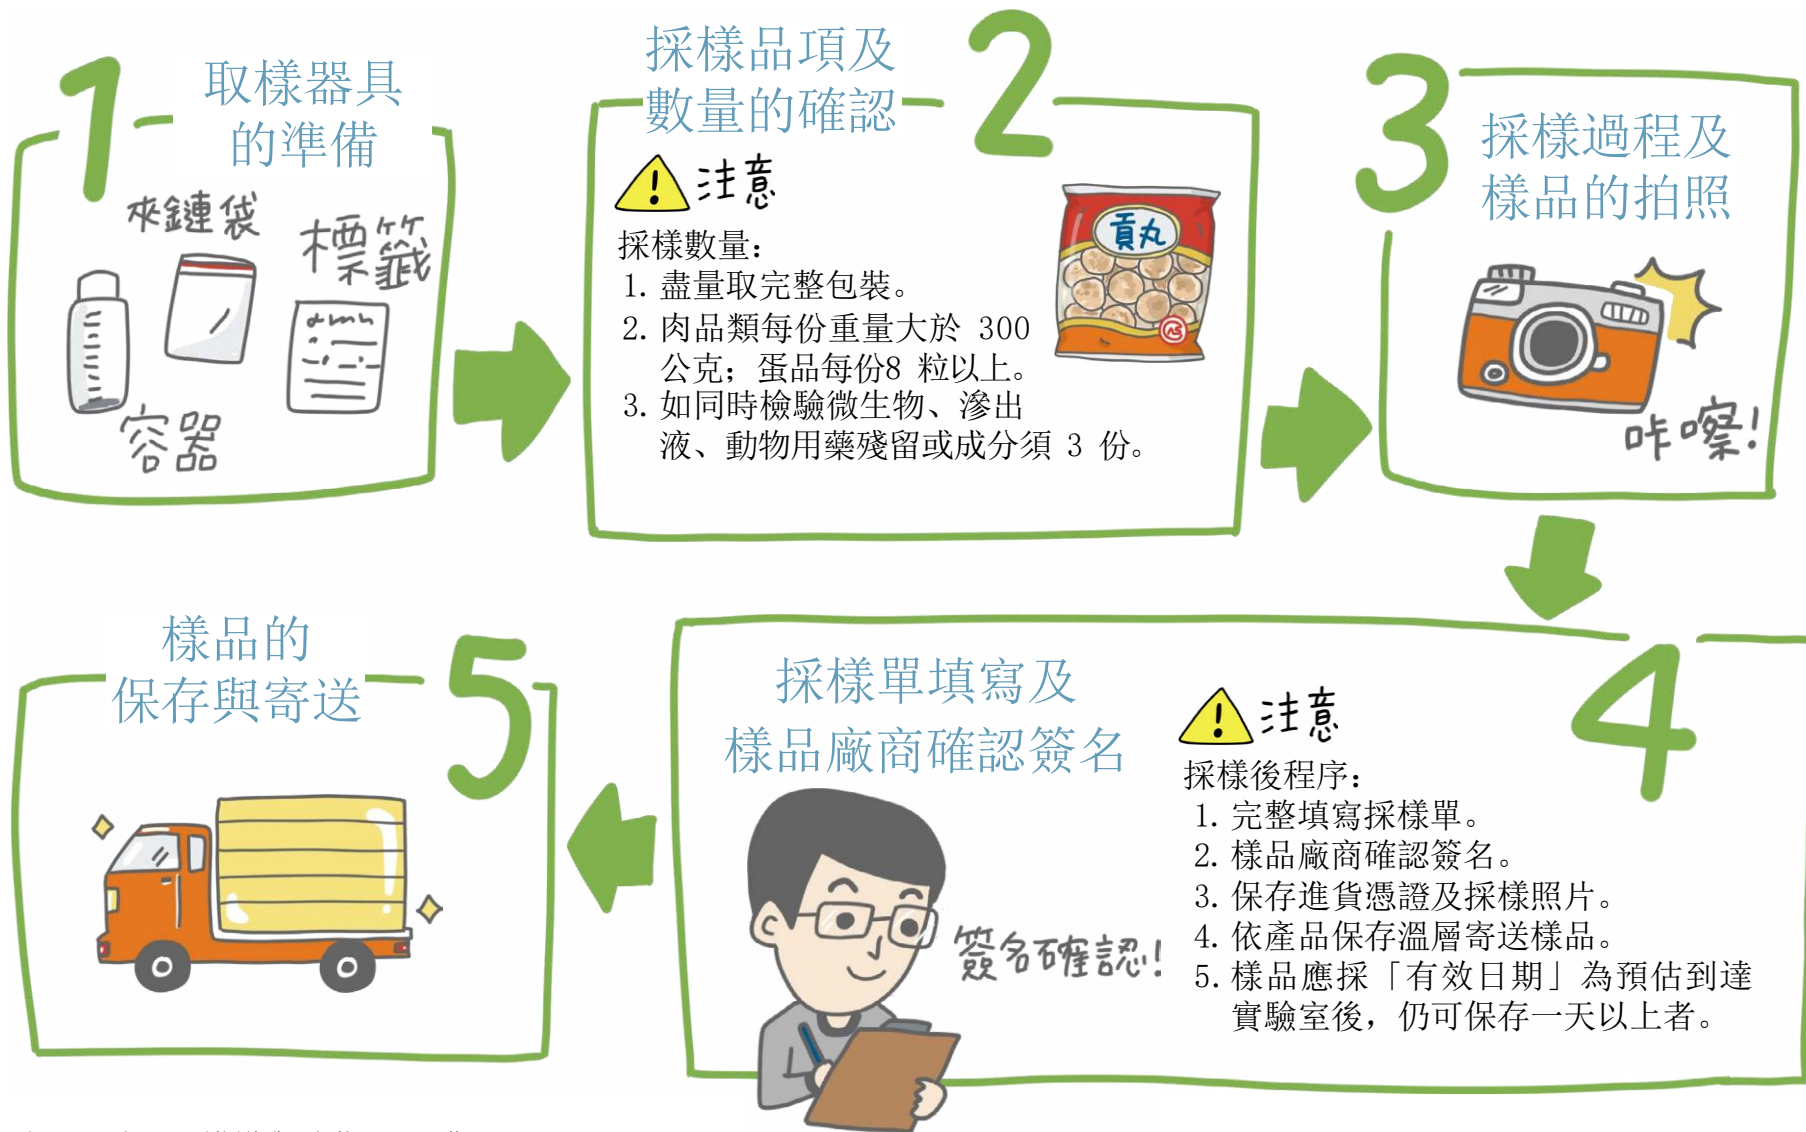 1
取樣器具
的準備
夾鏈袋
標籤
容器
2
採樣品項及
數量的確認
注意
採樣數量:
1. 盡量取完整包裝。
2. 肉品類每份重量大於 300
公克; 蛋品每份8 粒以上。
3. 如同時檢驗微生物、滲出
液、動物用藥殘留或成分須 3 份。
貢丸
3
採樣過程及
樣品的拍照
咔嚓!
4
採樣單填寫及
樣品廠商確認簽名
簽名確認!
注意
採樣後程序:
1. 完整填寫採樣單。
2. 樣品廠商確認簽名。
3. 保存進貨憑證及採樣照片。
4. 依產品保存溫層寄送樣品。
5. 樣品應採「有效日期」為預估到達
實驗室後, 仍可保存一天以上者。
5
樣品的
保存與寄送